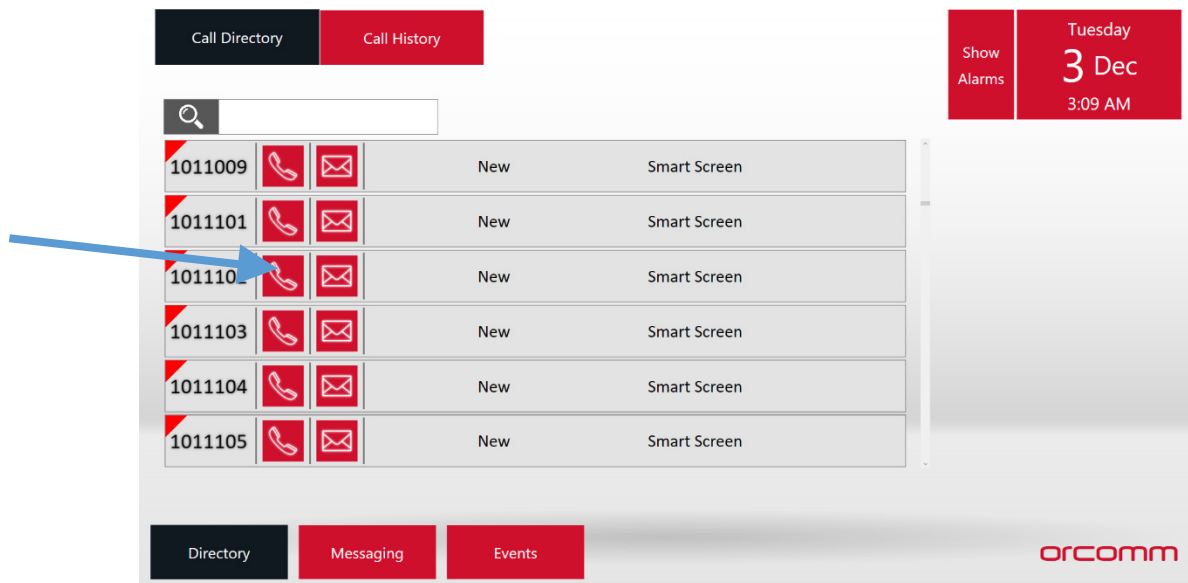 Call Directory
Call History
Show
Alarms
Tuesday
3 Dec
3:09 AM
1011009 New Smart Screen
1011101 New Smart Screen
1011102 New Smart Screen
1011103 New Smart Screen
1011104 New Smart Screen
1011105 New Smart Screen
Directory
Messaging
Events
orcomm